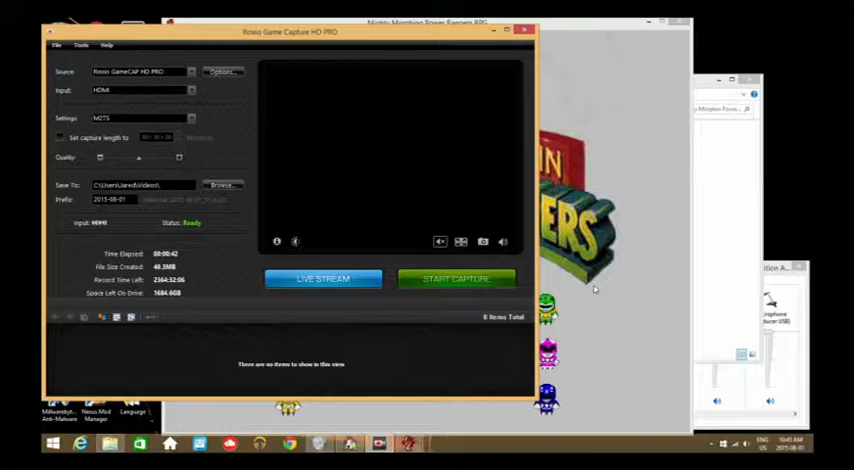 Mighty Morphing Power Rangers RPG
Roxio Game Capture HD PRO
File Tools Help
Source: Roxio GameCAP HD PRO Options...
Input: HDMI
Settings: M2TS
Set capture length to
Quality:
Save To: C:\Users\Jared\Videos\ Browse...
Prefix: 2015-08-01
Input: HDMI Status: Ready
Time Elapsed: 00:00:42
File Size Created: 40.3MB
Record Time Left: 2364:32:06
Space Left On Drive: 1684.6GB
LIVE STREAM START CAPTURE
0 Items Total
There are no items to show in this view
Malwareb... Anti-Malware
Nexus Mod Manager
Language
ENG
US
10:45 AM
2015-08-01